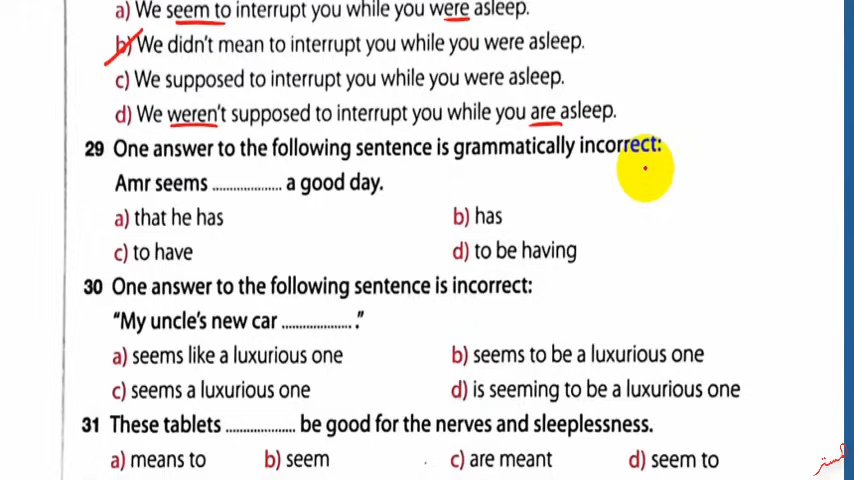 a) We seem to interrupt you while you were asleep.
b) We didn't mean to interrupt you while you were asleep.
c) We supposed to interrupt you while you were asleep.
d) We weren't supposed to interrupt you while you are asleep.
29 One answer to the following sentence is grammatically incorrect:
Amr seems .................... a good day.
a) that he has b) has
c) to have d) to be having
30 One answer to the following sentence is incorrect:
"My uncle's new car .................... ."
a) seems like a luxurious one b) seems to be a luxurious one
c) seems a luxurious one d) is seeming to be a luxurious one
31 These tablets .................... be good for the nerves and sleeplessness.
a) means to b) seem c) are meant d) seem to